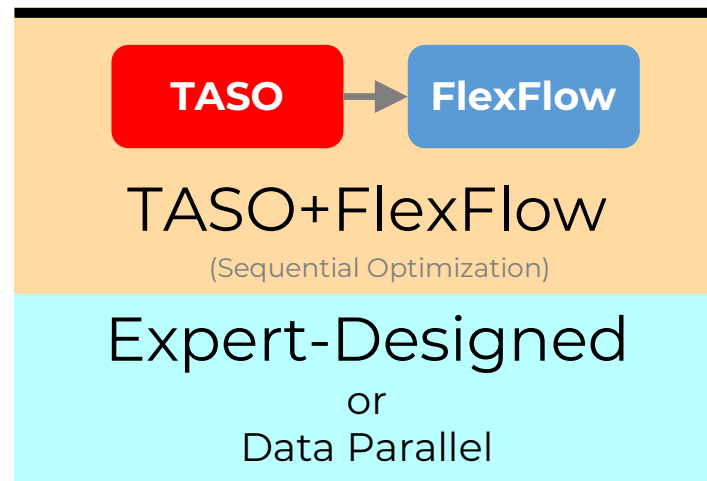 TASO FlexFlow
TASO+FlexFlow
(Sequential Optimization)
Expert-Designed
or
Data Parallel